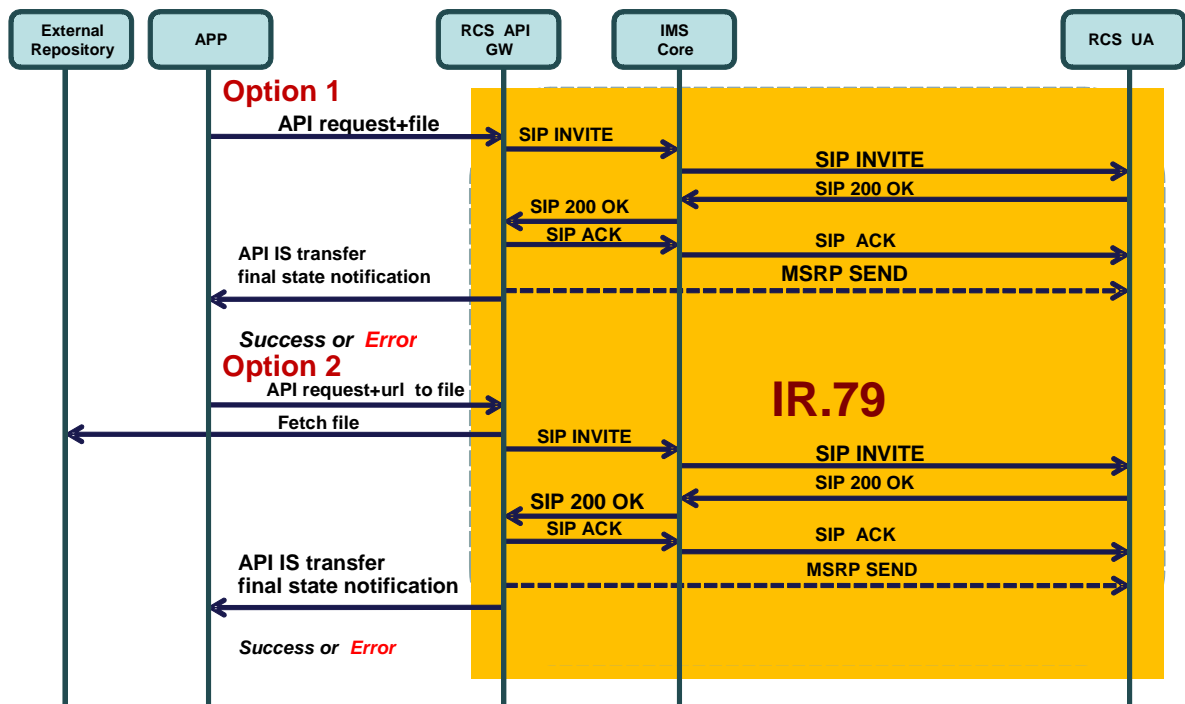 External
Repository
APP
RCS API
GW
IMS
Core
RCS UA
Option 1
API request+file
SIP INVITE
SIP INVITE
SIP 200 OK
SIP 200 OK
SIP ACK
SIP ACK
API IS transfer
final state notification
MSRP SEND
Success or Error
Option 2
API request+url to file
IR.79
Fetch file
SIP INVITE
SIP INVITE
SIP 200 OK
SIP 200 OK
SIP ACK
SIP ACK
API IS transfer
final state notification
MSRP SEND
Success or Error